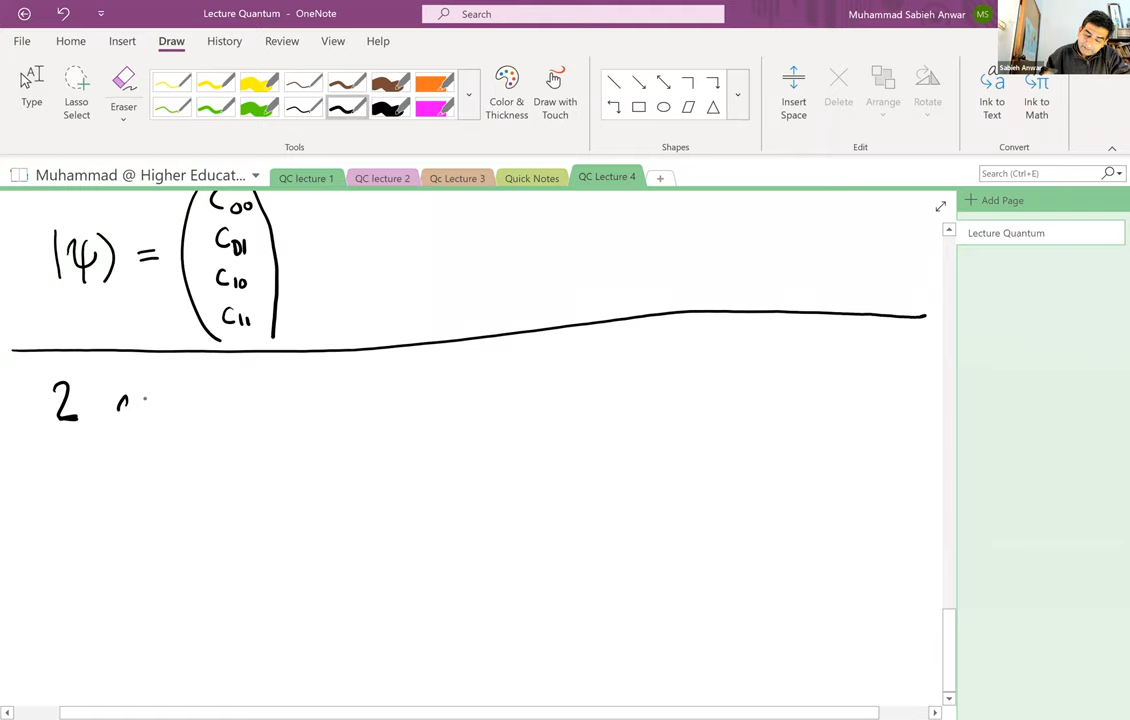 Lecture Quantum - OneNote
Search
Muhammad Sabieh Anwar
MS
Sabieh Anwar
File Home Insert Draw History Review View Help
Type
Lasso Select
Eraser
Color & Thickness
Draw with Touch
Insert Space
Delete
Arrange
Rotate
Ink to Text
Ink to Math
Tools
Shapes
Edit
Convert
Muhammad @ Higher Educat...
QC lecture 1
QC lecture 2
Qc Lecture 3
Quick Notes
QC Lecture 4
Search (Ctrl+E)
Add Page
Lecture Quantum
C00
|ψ⟩ = C01
C10
C11
2